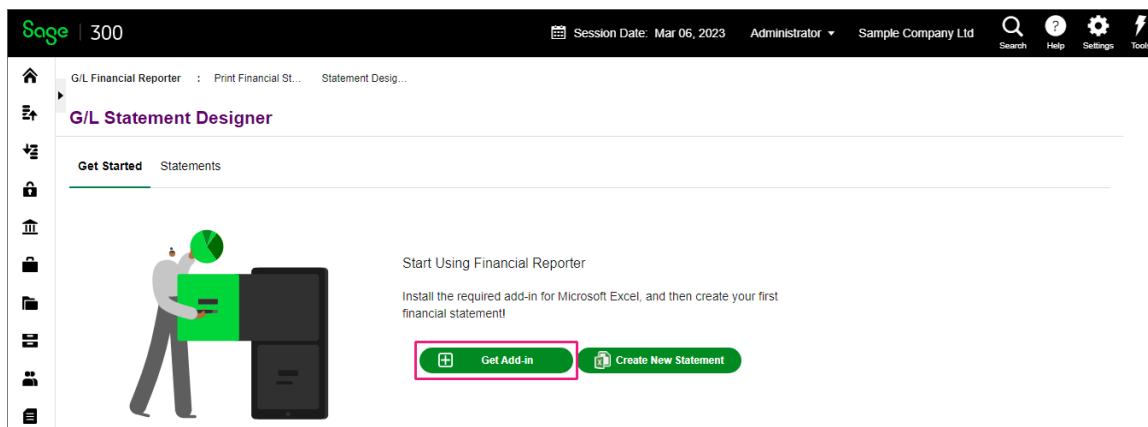 Sage 300
Session Date: Mar 06, 2023 Administrator Sample Company Ltd Search Help Settings Tools
G/L Financial Reporter : Print Financial St... Statement Desig...
G/L Statement Designer
Get Started Statements
Start Using Financial Reporter
Install the required add-in for Microsoft Excel, and then create your first
financial statement!
Get Add-in Create New Statement